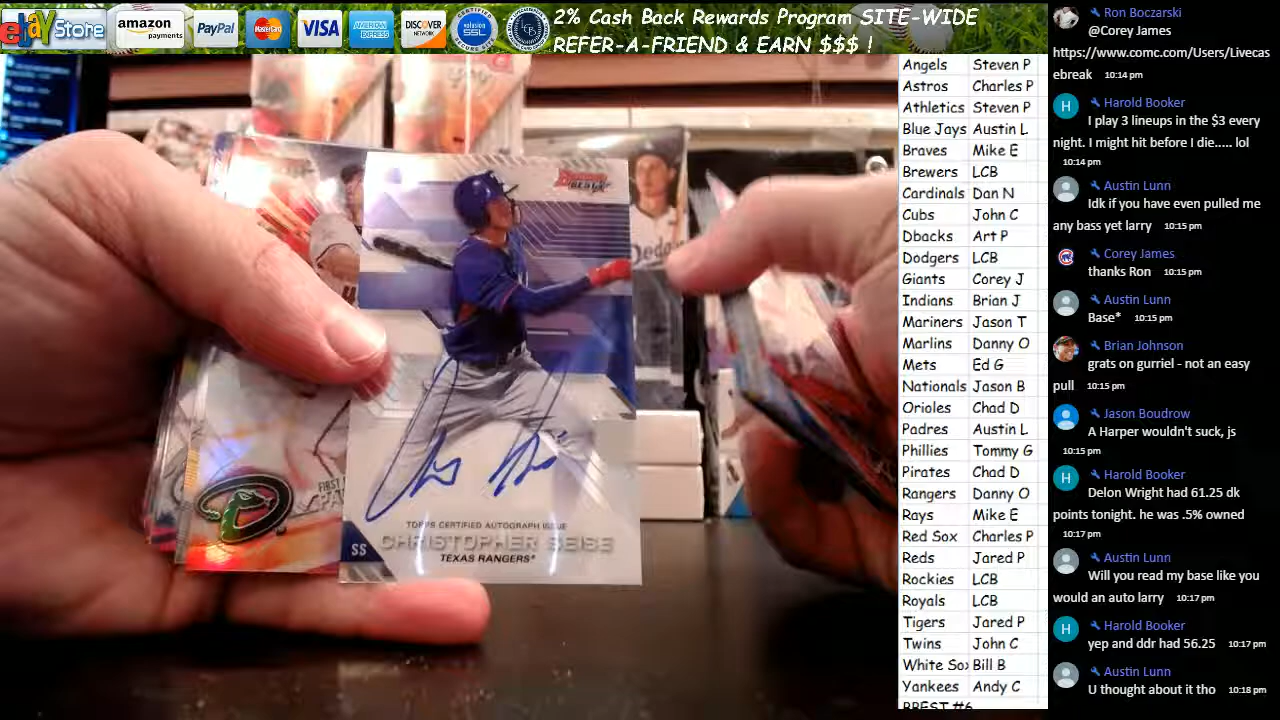 ebay Store
amazon
payments
PayPal
MasterCard
VISA
AMERICAN
EXPRESS
DISCOVER
NETWORK
SSL
2% Cash Back Rewards Program SITE-WIDE
REFER-A-FRIEND & EARN $$$ !
BOWMAN'S
BEST
TOPPS CERTIFIED AUTOGRAPH ISSUE
SS
CHRISTOPHER SEISE
TEXAS RANGERS
FIRST
Angels Steven P
Astros Charles P
Athletics Steven P
Blue Jays Austin L
Braves Mike E
Brewers LCB
Cardinals Dan N
Cubs John C
Dbacks Art P
Dodgers LCB
Giants Corey J
Indians Brian J
Mariners Jason T
Marlins Danny O
Mets Ed G
Nationals Jason B
Orioles Chad D
Padres Austin L
Phillies Tommy G
Pirates Chad D
Rangers Danny O
Rays Mike E
Red Sox Charles P
Reds Jared P
Rockies LCB
Royals LCB
Tigers Jared P
Twins John C
White Sox Bill B
Yankees Andy C
BBEST #6
Ron Boczarski
@Corey James
https://www.comc.com/Users/Livecas
ebreak 10:14 pm
H Harold Booker
I play 3 lineups in the $3 every
night. I might hit before I die..... lol
10:14 pm
Austin Lunn
Idk if you have even pulled me
any bass yet larry 10:15 pm
Corey James
thanks Ron 10:15 pm
Austin Lunn
Base* 10:15 pm
Brian Johnson
grats on gurriel - not an easy
pull 10:15 pm
Jason Boudrow
A Harper wouldn't suck, js
10:15 pm
H Harold Booker
Delon Wright had 61.25 dk
points tonight. he was .5% owned
10:17 pm
Austin Lunn
Will you read my base like you
would an auto larry 10:17 pm
H Harold Booker
yep and ddr had 56.25 10:17 pm
Austin Lunn
U thought about it tho 10:18 pm